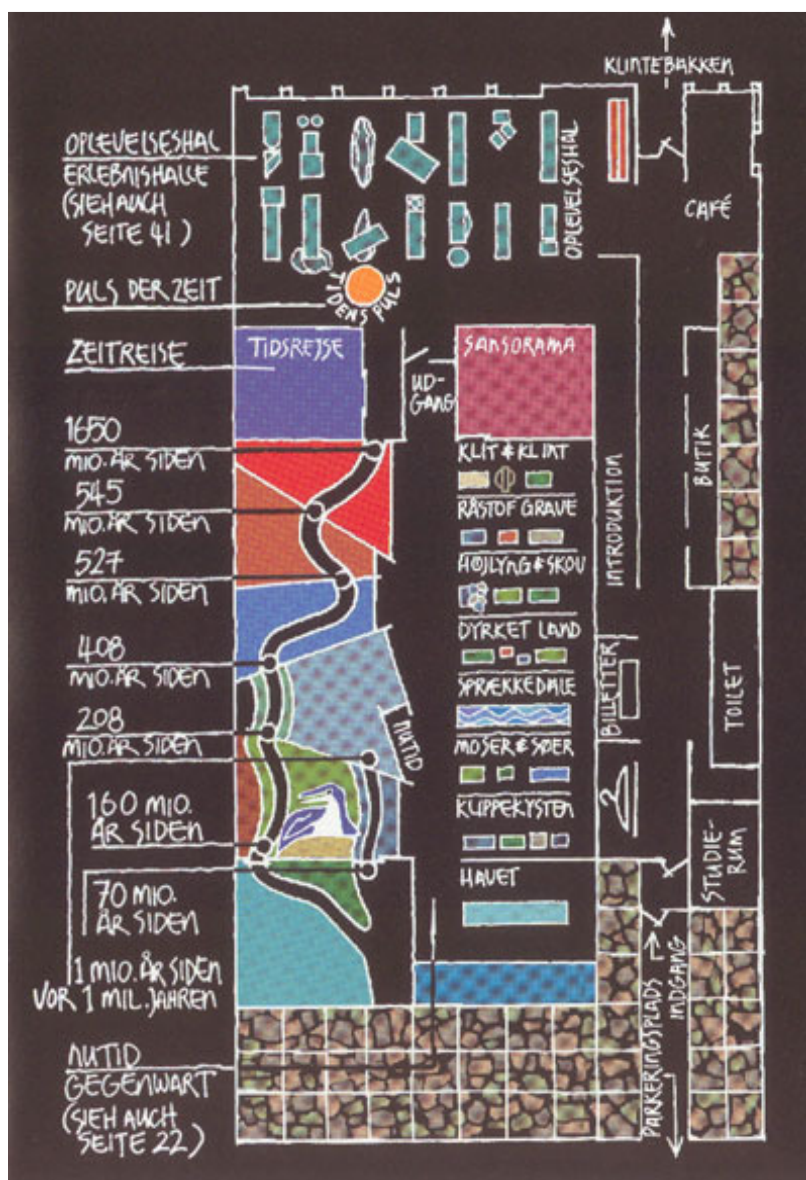 KLINTEBAKKEN
OPLEVELSESHAL
ERLEBNISHALLE
(SIEH AUCH
SEITE 41)
OPLEVELSESHAL
CAFÉ
PULS DER ZEIT
TIDENS PULS
ZEITREISE
TIDSREJSE
UD-
GANG
SANSORAMA
1650
MIO. ÅR SIDEN
545
MIO. ÅR SIDEN
527
MIO. ÅR SIDEN
408
MIO. ÅR SIDEN
208
MIO. ÅR SIDEN
160 MIO.
ÅR SIDEN
70 MIO.
ÅR SIDEN
1 MIO. ÅR SIDEN
VOR 1 MIL. JAHREN
NUTID
GEGENWART
(SIEH AUCH
SEITE 22)
NUTID
KLIT & KLINT
RÅSTOF GRAVE
HØJLYNG & SKOV
DYRKET LAND
SPRÆKKEDALE
MOSER & SØER
KLIPPEKYSTEN
HAVET
INTRODUKTION
BUTIK
BILLETTER
TOILET
STUDIE-
RUM
INDGANG
PARKERINGSPLADS